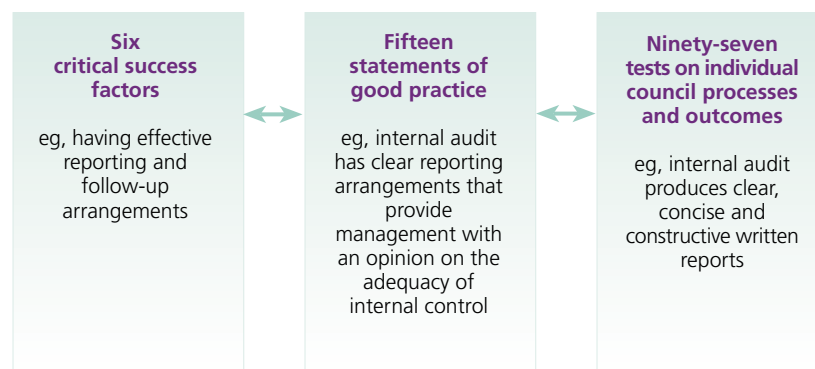 Six
critical success
factors
eg, having effective
reporting and
follow-up
arrangements
Fifteen
statements of
good practice
eg, internal audit
has clear reporting
arrangements that
provide
management with
an opinion on the
adequacy of
internal control
Ninety-seven
tests on individual
council processes
and outcomes
eg, internal audit
produces clear,
concise and
constructive written
reports